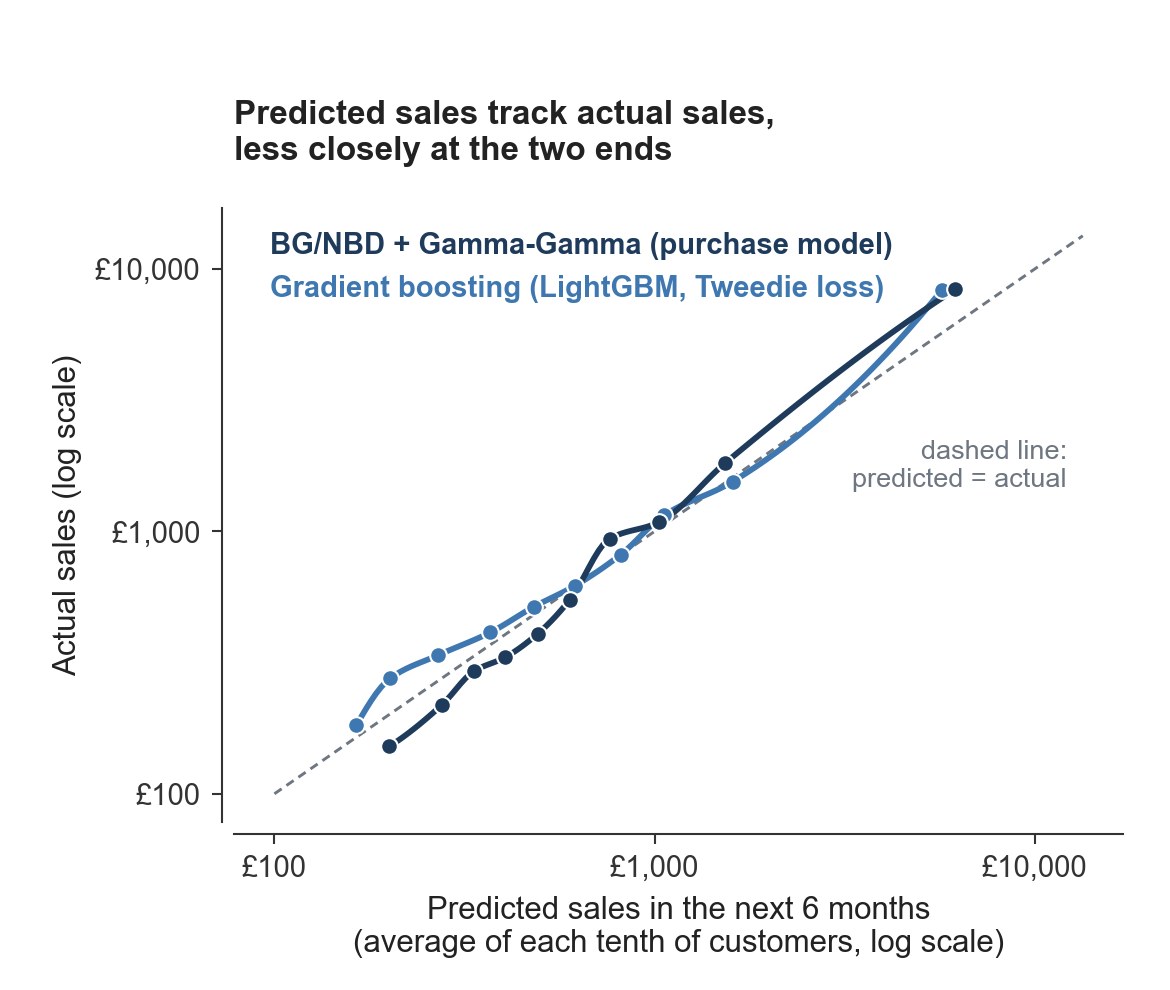 Predicted sales track actual sales,
less closely at the two ends
BG/NBD + Gamma-Gamma (purchase model)
Gradient boosting (LightGBM, Tweedie loss)
£10,000
£1,000
£100
Actual sales (log scale)
dashed line:
predicted = actual
£100
£1,000
£10,000
Predicted sales in the next 6 months
(average of each tenth of customers, log scale)